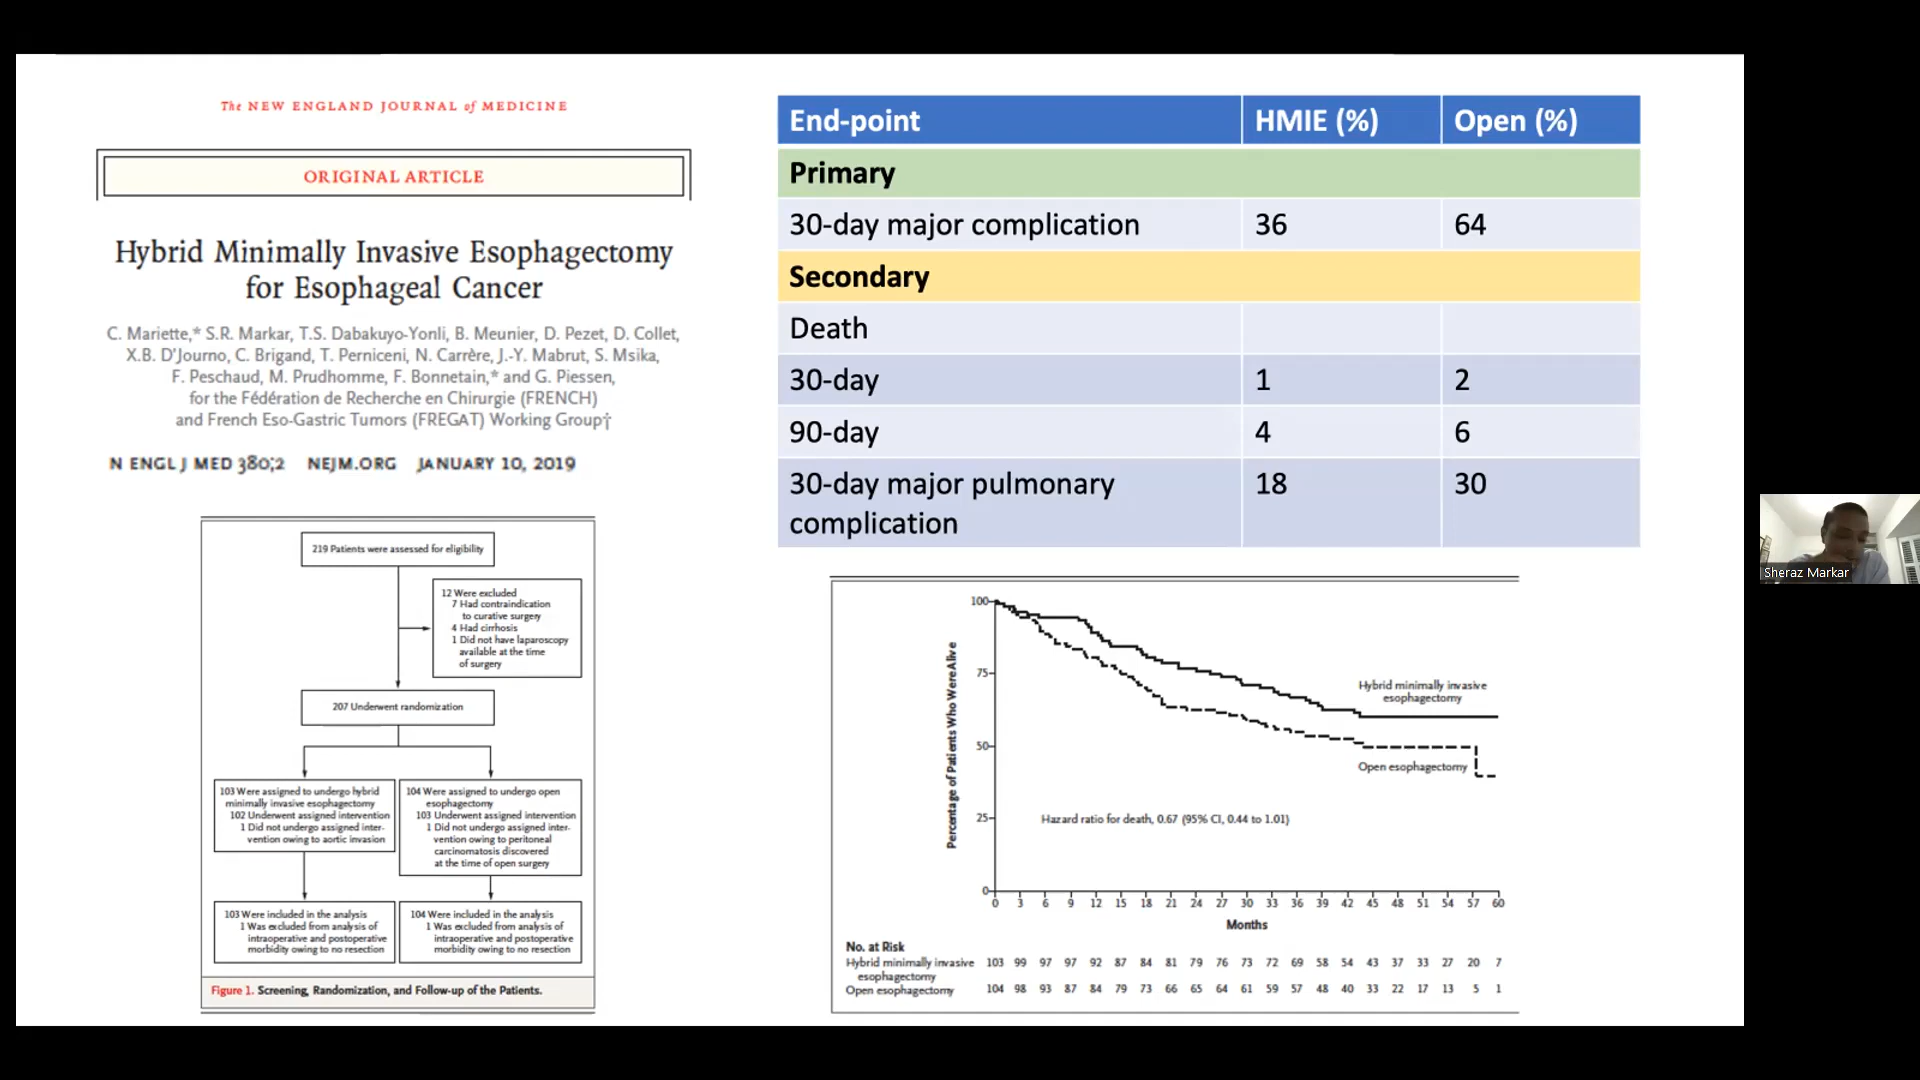 The NEW ENGLAND JOURNAL of MEDICINE
ORIGINAL ARTICLE
Hybrid Minimally Invasive Esophagectomy
for Esophageal Cancer
C. Mariette,* S.R. Markar, T.S. Dabakuyo-Yonli, B. Meunier, D. Pezet, D. Collet,
X.B. D'Journo, C. Brigand, T. Perniceni, N. Carrère, J.-Y. Mabrut, S. Msika,
F. Peschaud, M. Prudhomme, F. Bonnetain,* and G. Piessen,
for the Fédération de Recherche en Chirurgie (FRENCH)
and French Eso-Gastric Tumors (FREGAT) Working Group†
N ENGL J MED 380;2 NEJM.ORG JANUARY 10, 2019
219 Patients were assessed for eligibility
12 Were excluded
7 Had contraindication
to curative surgery
4 Had cirrhosis
1 Did not have laparoscopy
available at the time
of surgery
207 Underwent randomization
103 Were assigned to undergo hybrid
minimally invasive esophagectomy
102 Underwent assigned intervention
1 Did not undergo assigned inter-
vention owing to aortic invasion
104 Were assigned to undergo open
esophagectomy
103 Underwent assigned intervention
1 Did not undergo assigned inter-
vention owing to peritoneal
carcinomatosis discovered
at the time of open surgery
103 Were included in the analysis
1 Was excluded from analysis of
intraoperative and postoperative
morbidity owing to no resection
104 Were included in the analysis
1 Was excluded from analysis of
intraoperative and postoperative
morbidity owing to no resection
Figure 1. Screening, Randomization, and Follow-up of the Patients.
End-point HMIE (%) Open (%)
Primary
30-day major complication 36 64
Secondary
Death
30-day 1 2
90-day 4 6
30-day major pulmonary
complication 18 30
Percentage of Patients Who Were Alive
100
75
50
25
0
Hybrid minimally invasive
esophagectomy
Open esophagectomy
Hazard ratio for death, 0.67 (95% CI, 0.44 to 1.01)
0 3 6 9 12 15 18 21 24 27 30 33 36 39 42 45 48 51 54 57 60
Months
No. at Risk
Hybrid minimally invasive
esophagectomy 103 99 97 97 92 87 84 81 79 76 73 72 69 58 54 43 37 33 27 20 7
Open esophagectomy 104 98 93 87 84 79 73 66 65 64 61 59 57 48 40 33 22 17 13 5 1
Sheraz Markar